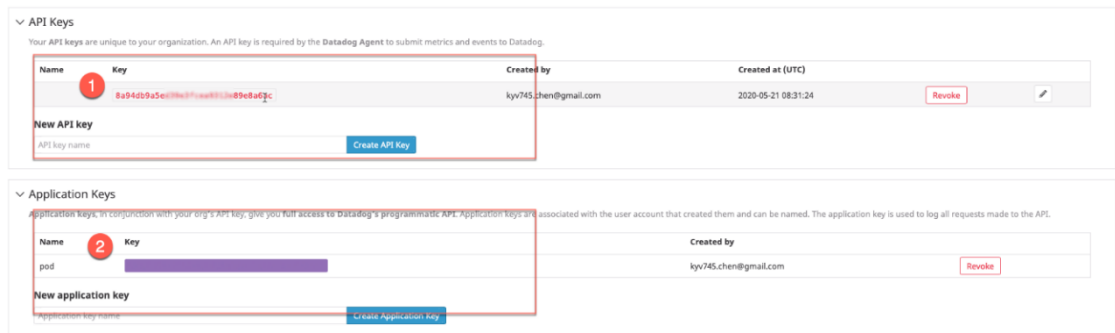 API Keys
Your API keys are unique to your organization. An API key is required by the Datadog Agent to submit metrics and events to Datadog.
Name Key Created by Created at (UTC)
1
kyv745.chen@gmail.com 2020-05-21 08:31:24 Revoke
New API key
API key name Create API Key
Application Keys
Application keys, in conjunction with your org's API key, give you full access to Datadog's programmatic API. Application keys are associated with the user account that created them and can be named. The application key is used to log all requests made to the API.
Name 2 Key Created by
pod kyv745.chen@gmail.com Revoke
New application key
Application key name Create Application Key